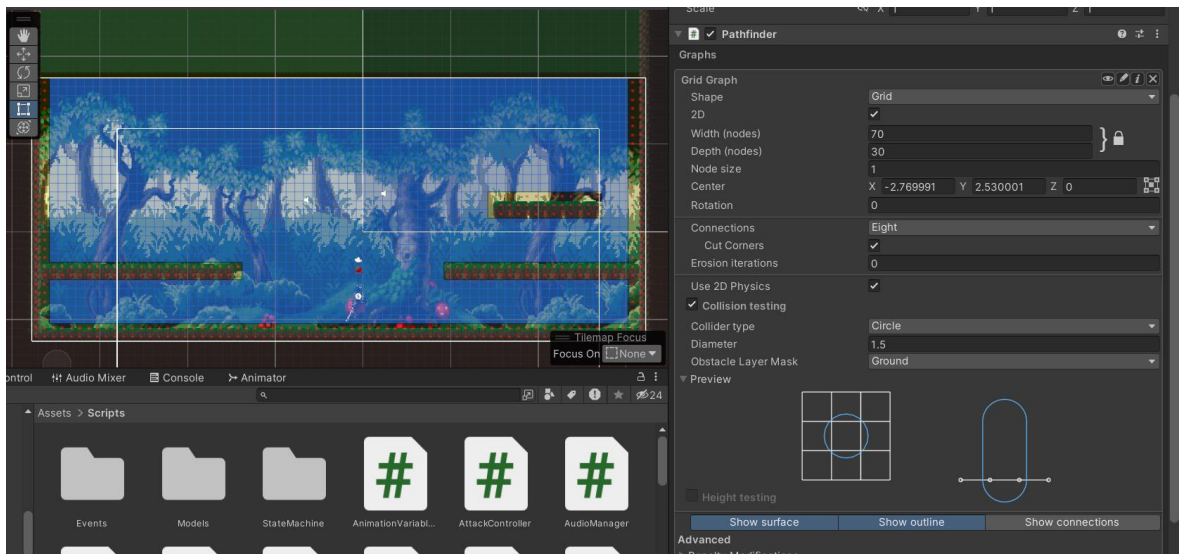 Scale X 1 Y 1 Z 1
# Pathfinder
Graphs
Grid Graph
Shape Grid
2D
Width (nodes) 70
Depth (nodes) 30
Node size 1
Center X -2.769991 Y 2.530001 Z 0
Rotation 0
Connections Eight
Cut Corners
Erosion iterations 0
Use 2D Physics
Collision testing
Collider type Circle
Diameter 1.5
Obstacle Layer Mask Ground
Preview
Height testing
Show surface Show outline Show connections
Advanced
Tilemap Focus
Focus On None
ontrol Audio Mixer Console Animator
24
Assets > Scripts
# # #
Events Models StateMachine AnimationVariabl... AttackController AudioManager